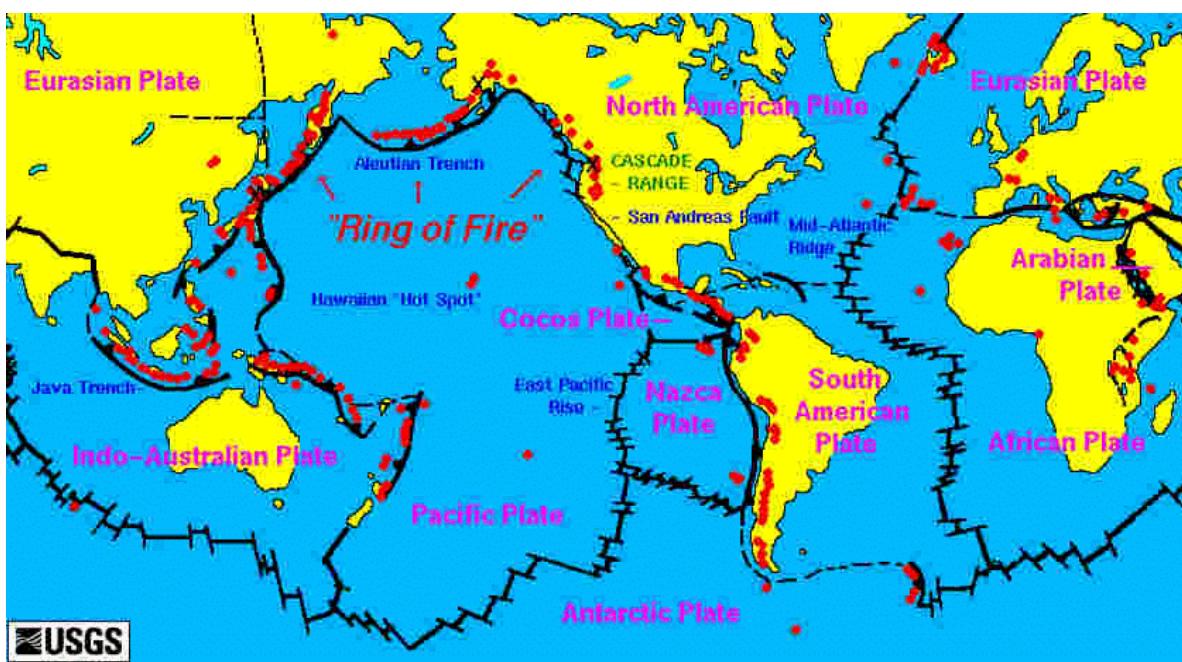 Eurasian Plate
Eurasian Plate
North American Plate
Aleutian Trench
CASCADE
- RANGE
"Ring of Fire"
- San Andreas Fault
Mid-Atlantic
Ridge
Arabian
Plate
Hawaiian "Hot Spot"
Cocos Plate
Java Trench
East Pacific
Rise -
Nazca
Plate
South
American
Plate
Indo-Australian Plate
African Plate
Pacific Plate
Antarctic Plate
USGS